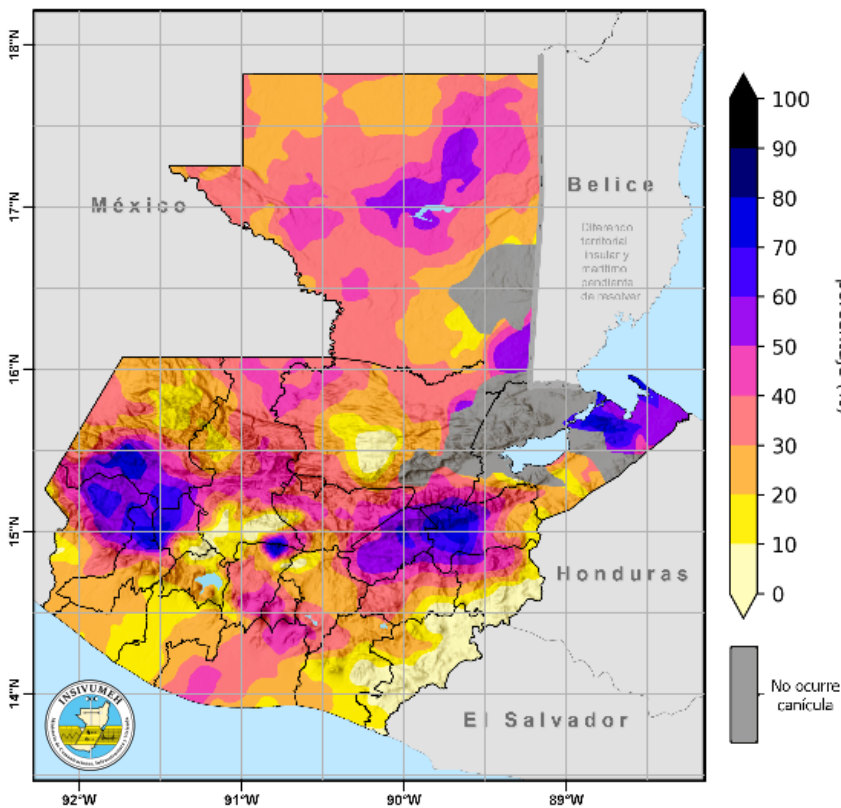 18°N
17°N
16°N
15°N
14°N
92°W
91°W
90°W
89°W
México
Belice
Diferendo
territorial
insular y
marítimo
pendiente
de resolver
Honduras
El Salvador
INSIVUMEH
100
90
80
70
60
50
40
30
20
10
0
No ocurre
canícula